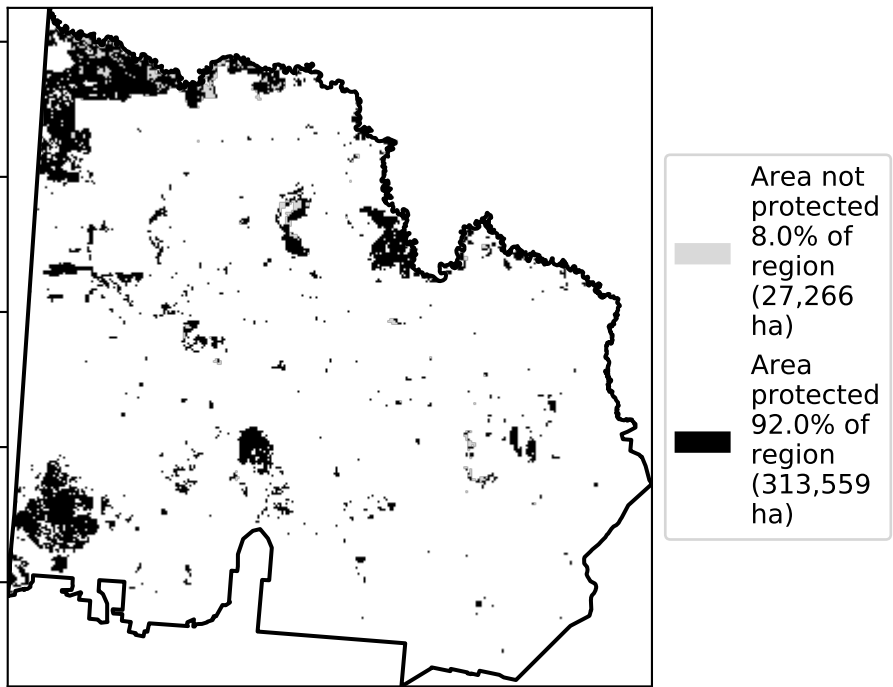 Area not
protected
8.0% of
region
(27,266
ha)
Area
protected
92.0% of
region
(313,559
ha)